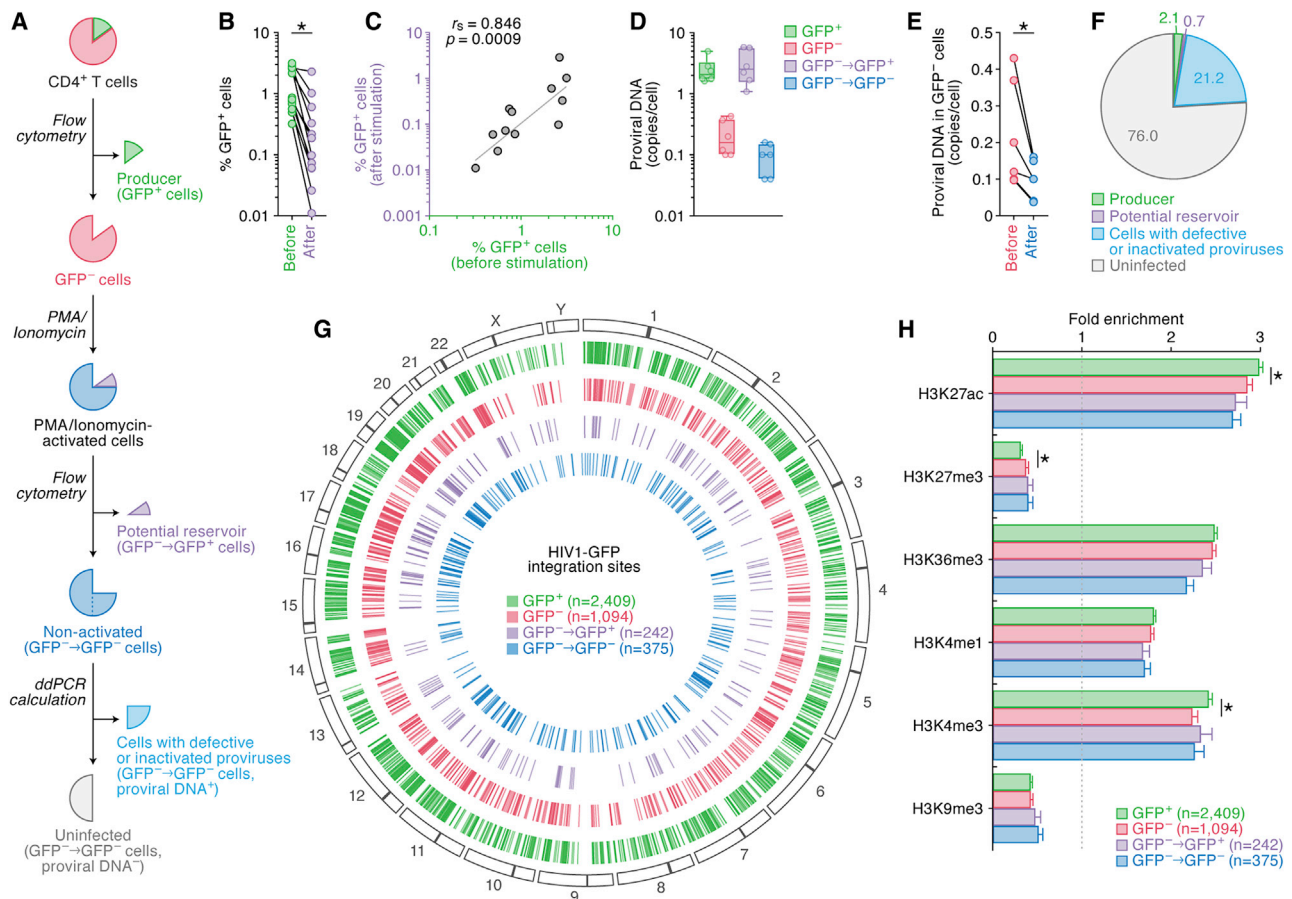 A
CD4+ T cells
Flow
cytometry
Producer
(GFP+ cells)
GFP− cells
PMA/
Ionomycin
PMA/Ionomycin-
activated cells
Flow
cytometry
Potential reservoir
(GFP−→GFP+ cells)
Non-activated
(GFP−→GFP− cells)
ddPCR
calculation
Cells with defective
or inactivated proviruses
(GFP−→GFP− cells,
proviral DNA+)
Uninfected
(GFP−→GFP− cells,
proviral DNA−)
B
*
% GFP+ cells
10
1
0.1
0.01
Before
After
C
rS = 0.846
p = 0.0009
% GFP+ cells
(after stimulation)
10
1
0.1
0.01
0.001
0.1
1
10
% GFP+ cells
(before stimulation)
D
Proviral DNA
(copies/cell)
10
1
0.1
0.01
GFP+
GFP−
GFP−→GFP+
GFP−→GFP−
E
*
Proviral DNA in GFP− cells
(copies/cell)
0.5
0.4
0.3
0.2
0.1
0
Before
After
F
2.1
0.7
21.2
76.0
Producer
Potential reservoir
Cells with defective
or inactivated proviruses
Uninfected
G
1
2
3
4
5
6
7
8
9
10
11
12
13
14
15
16
17
18
19
20
21
22
X
Y
HIV1-GFP
integration sites
GFP+ (n=2,409)
GFP− (n=1,094)
GFP−→GFP+ (n=242)
GFP−→GFP− (n=375)
H
Fold enrichment
0
1
2
3
H3K27ac
*
H3K27me3
*
H3K36me3
H3K4me1
H3K4me3
*
H3K9me3
GFP+ (n=2,409)
GFP− (n=1,094)
GFP−→GFP+ (n=242)
GFP−→GFP− (n=375)